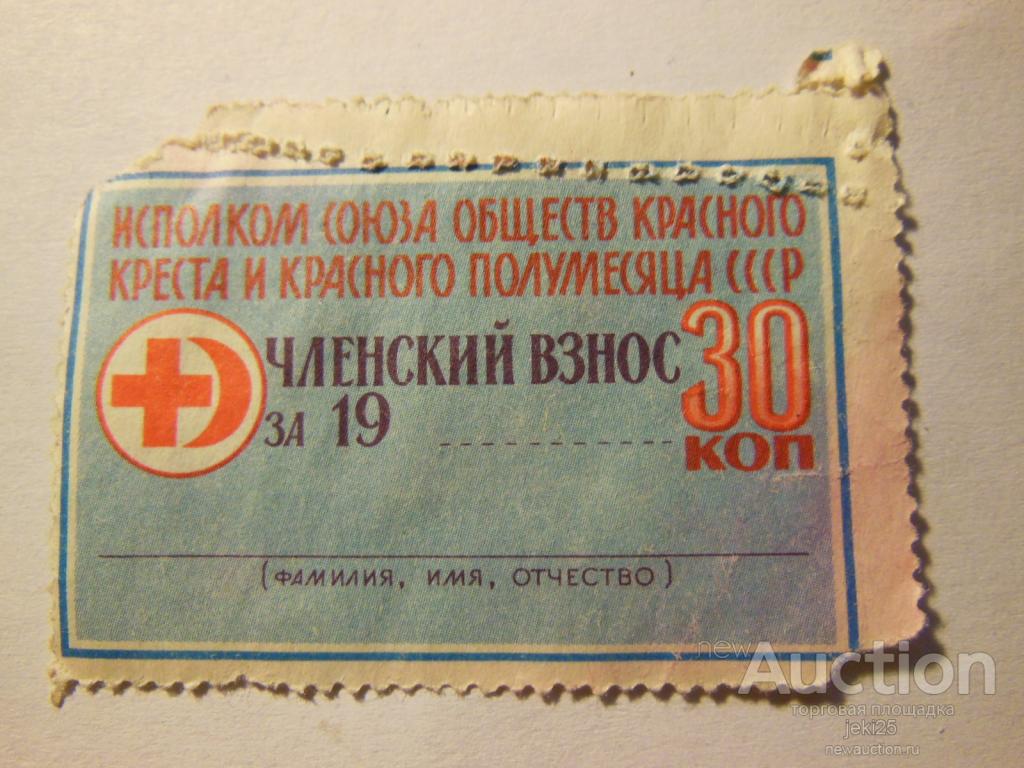 ИСПОЛКОМ СОЮЗА ОБЩЕСТВ КРАСНОГО
КРЕСТА И КРАСНОГО ПОЛУМЕСЯЦА СССР
ЧЛЕНСКИЙ ВЗНОС 30
ЗА 19 КОП
(ФАМИЛИЯ, ИМЯ, ОТЧЕСТВО)
newAuction
торговая площадка
jeki25
newauction.ru